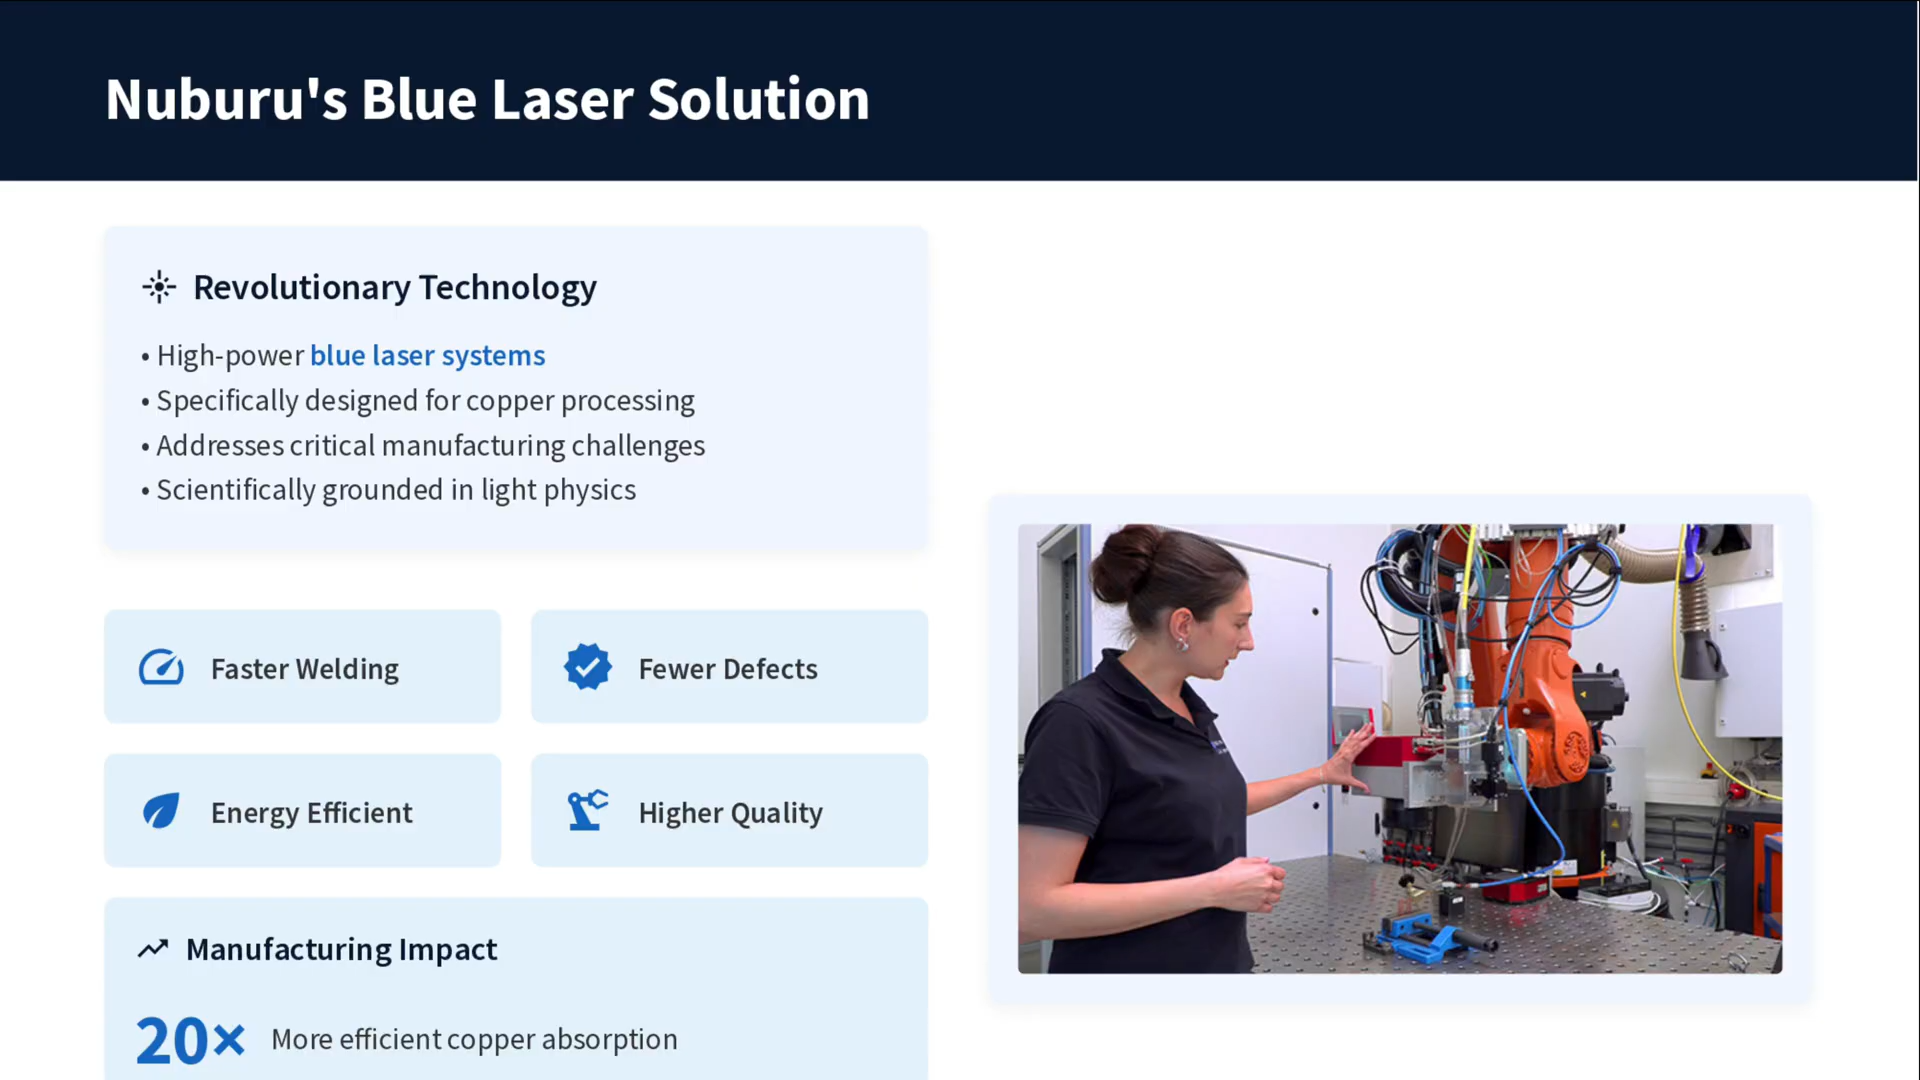 Nuburu's Blue Laser Solution
Revolutionary Technology
• High-power blue laser systems
• Specifically designed for copper processing
• Addresses critical manufacturing challenges
• Scientifically grounded in light physics
Faster Welding
Fewer Defects
Energy Efficient
Higher Quality
Manufacturing Impact
20× More efficient copper absorption